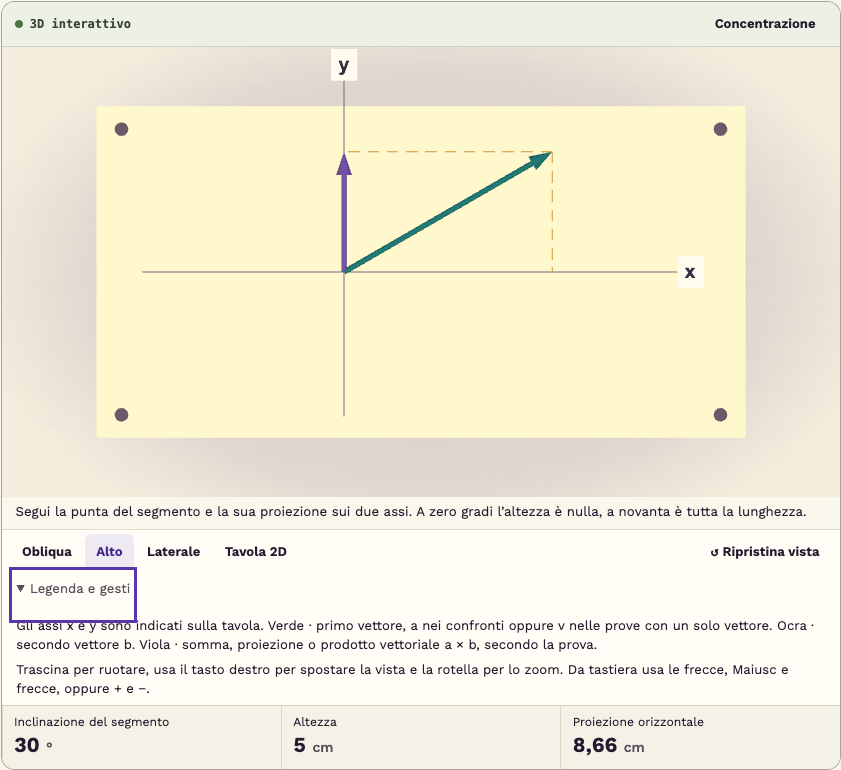 3D interattivo
Concentrazione
y
x
Segui la punta del segmento e la sua proiezione sui due assi. A zero gradi l’altezza è nulla, a novanta è tutta la lunghezza.
Obliqua
Alto
Laterale
Tavola 2D
↺ Ripristina vista
▼ Legenda e gesti
Gli assi x e y sono indicati sulla tavola. Verde · primo vettore, a nei confronti oppure v nelle prove con un solo vettore. Ocra ·
secondo vettore b. Viola · somma, proiezione o prodotto vettoriale a × b, secondo la prova.
Trascina per ruotare, usa il tasto destro per spostare la vista e la rotella per lo zoom. Da tastiera usa le frecce, Maiusc e
frecce, oppure + e −.
Inclinazione del segmento
30 °
Altezza
5 cm
Proiezione orizzontale
8,66 cm